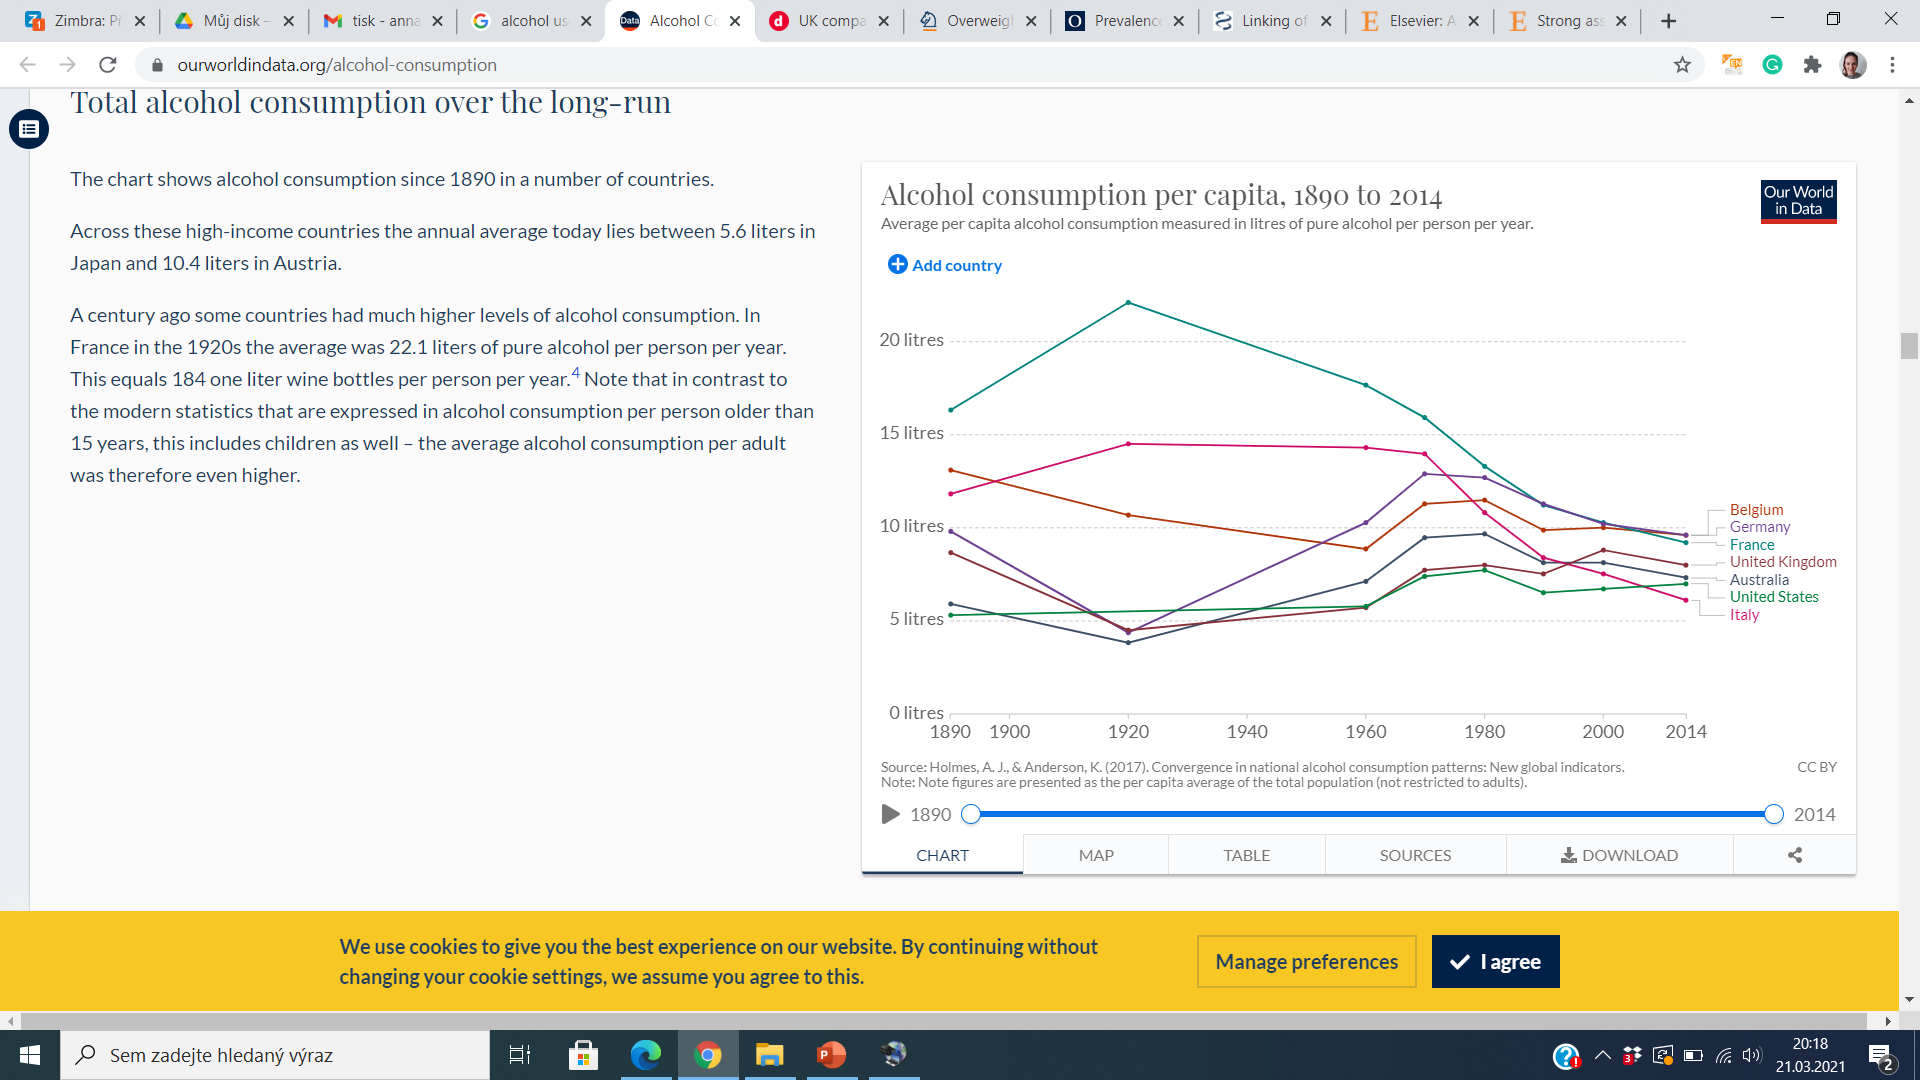 Zimbra: Př
Můj disk –
tisk - anna
alcohol us
Alcohol Co
UK compa
Overweigh
Prevalence
Linking of
Elsevier: A
Strong ass
ourworldindata.org/alcohol-consumption
Total alcohol consumption over the long-run
The chart shows alcohol consumption since 1890 in a number of countries.
Across these high-income countries the annual average today lies between 5.6 liters in
Japan and 10.4 liters in Austria.
A century ago some countries had much higher levels of alcohol consumption. In
France in the 1920s the average was 22.1 liters of pure alcohol per person per year.
This equals 184 one liter wine bottles per person per year.4 Note that in contrast to
the modern statistics that are expressed in alcohol consumption per person older than
15 years, this includes children as well – the average alcohol consumption per adult
was therefore even higher.
Alcohol consumption per capita, 1890 to 2014
Average per capita alcohol consumption measured in litres of pure alcohol per person per year.
Our World
in Data
Add country
20 litres
15 litres
10 litres
5 litres
0 litres
1890 1900 1920 1940 1960 1980 2000 2014
Belgium
Germany
France
United Kingdom
Australia
United States
Italy
Source: Holmes, A. J., & Anderson, K. (2017). Convergence in national alcohol consumption patterns: New global indicators.
CC BY
Note: Note figures are presented as the per capita average of the total population (not restricted to adults).
1890 2014
CHART MAP TABLE SOURCES DOWNLOAD
We use cookies to give you the best experience on our website. By continuing without
changing your cookie settings, we assume you agree to this.
Manage preferences
I agree
Sem zadejte hledaný výraz
20:18
21.03.2021
2